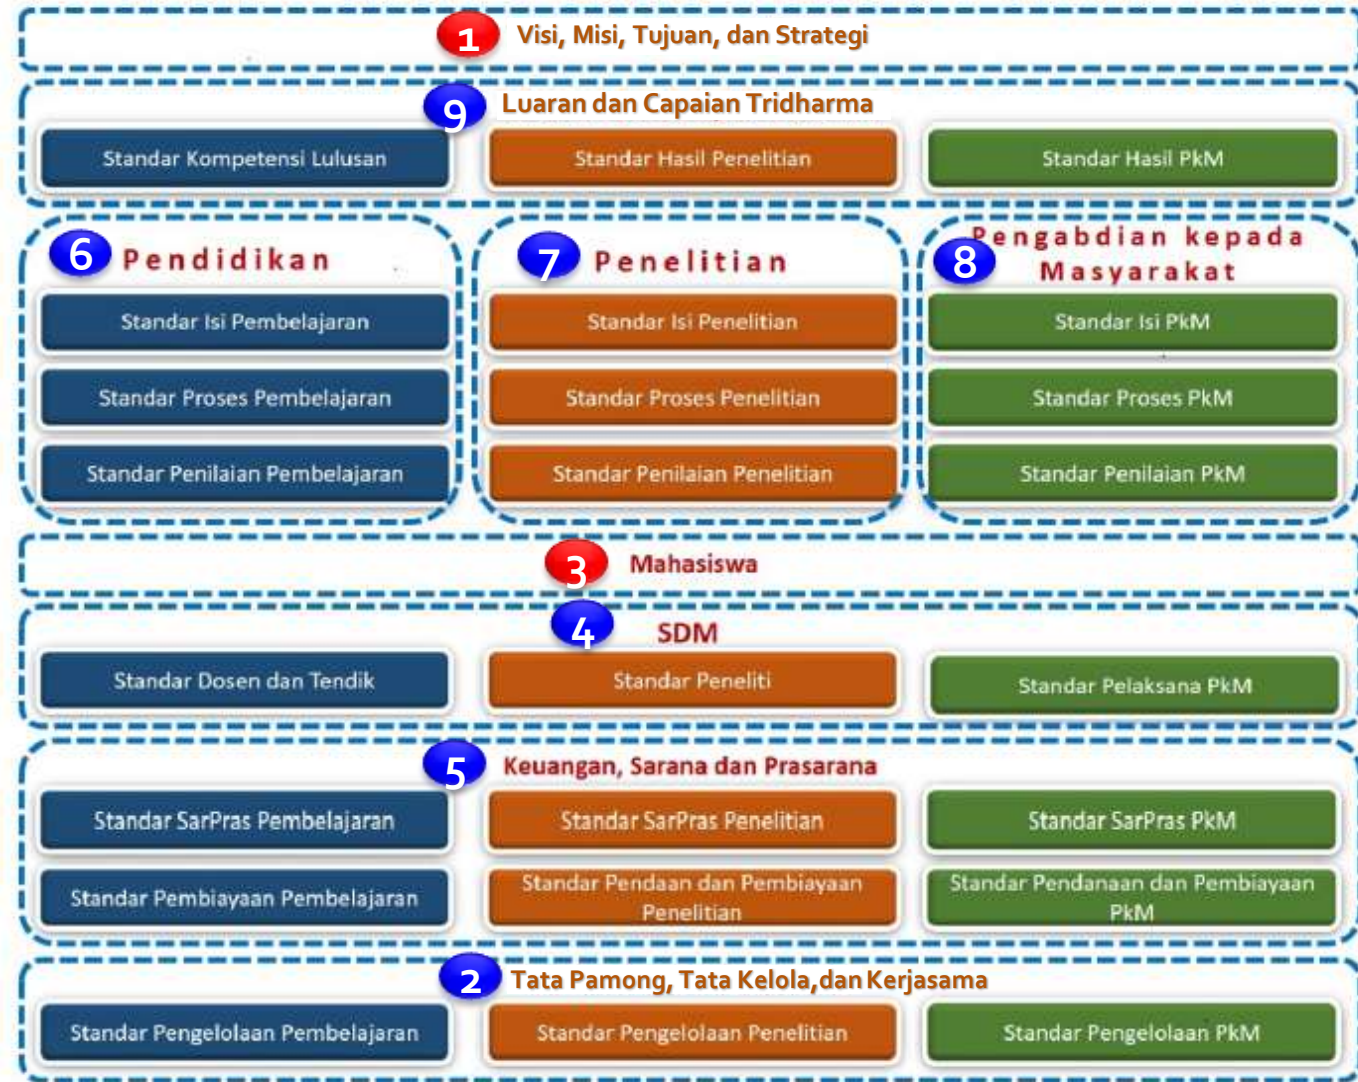 1 Visi, Misi, Tujuan, dan Strategi
9 Luaran dan Capaian Tridharma
Standar Kompetensi Lulusan
Standar Hasil Penelitian
Standar Hasil PkM
6 Pendidikan
Standar Isi Pembelajaran
Standar Proses Pembelajaran
Standar Penilaian Pembelajaran
7 Penelitian
Standar Isi Penelitian
Standar Proses Penelitian
Standar Penilaian Penelitian
8 Pengabdian kepada
Masyarakat
Standar Isi PkM
Standar Proses PkM
Standar Penilaian PkM
3 Mahasiswa
4 SDM
Standar Dosen dan Tendik
Standar Peneliti
Standar Pelaksana PkM
5 Keuangan, Sarana dan Prasarana
Standar SarPras Pembelajaran
Standar SarPras Penelitian
Standar SarPras PkM
Standar Pembiayaan Pembelajaran
Standar Pendaan dan Pembiayaan
Penelitian
Standar Pendanaan dan Pembiayaan
PkM
2 Tata Pamong, Tata Kelola,dan Kerjasama
Standar Pengelolaan Pembelajaran
Standar Pengelolaan Penelitian
Standar Pengelolaan PkM